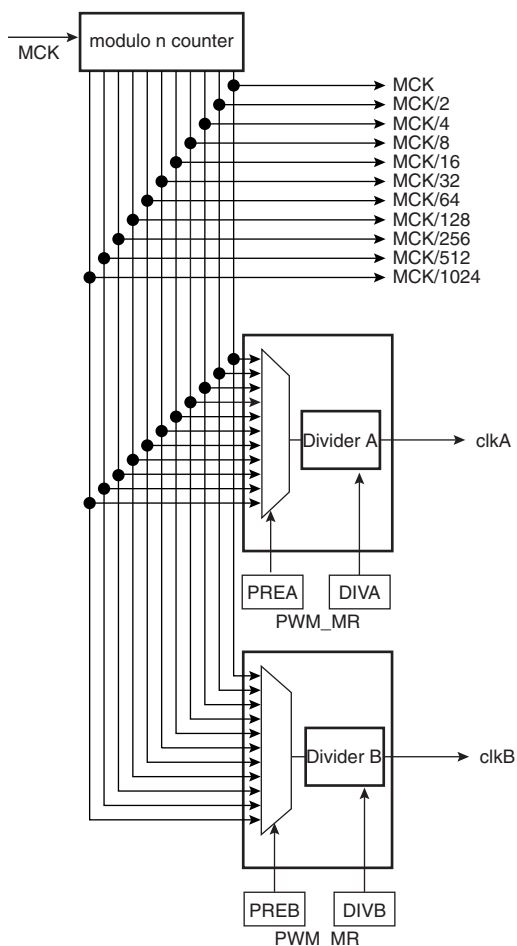 modulo n counter
MCK
MCK
MCK/2
MCK/4
MCK/8
MCK/16
MCK/32
MCK/64
MCK/128
MCK/256
MCK/512
MCK/1024
Divider A
clkA
PREA
DIVA
PWM_MR
Divider B
clkB
PREB
DIVB
PWM_MR